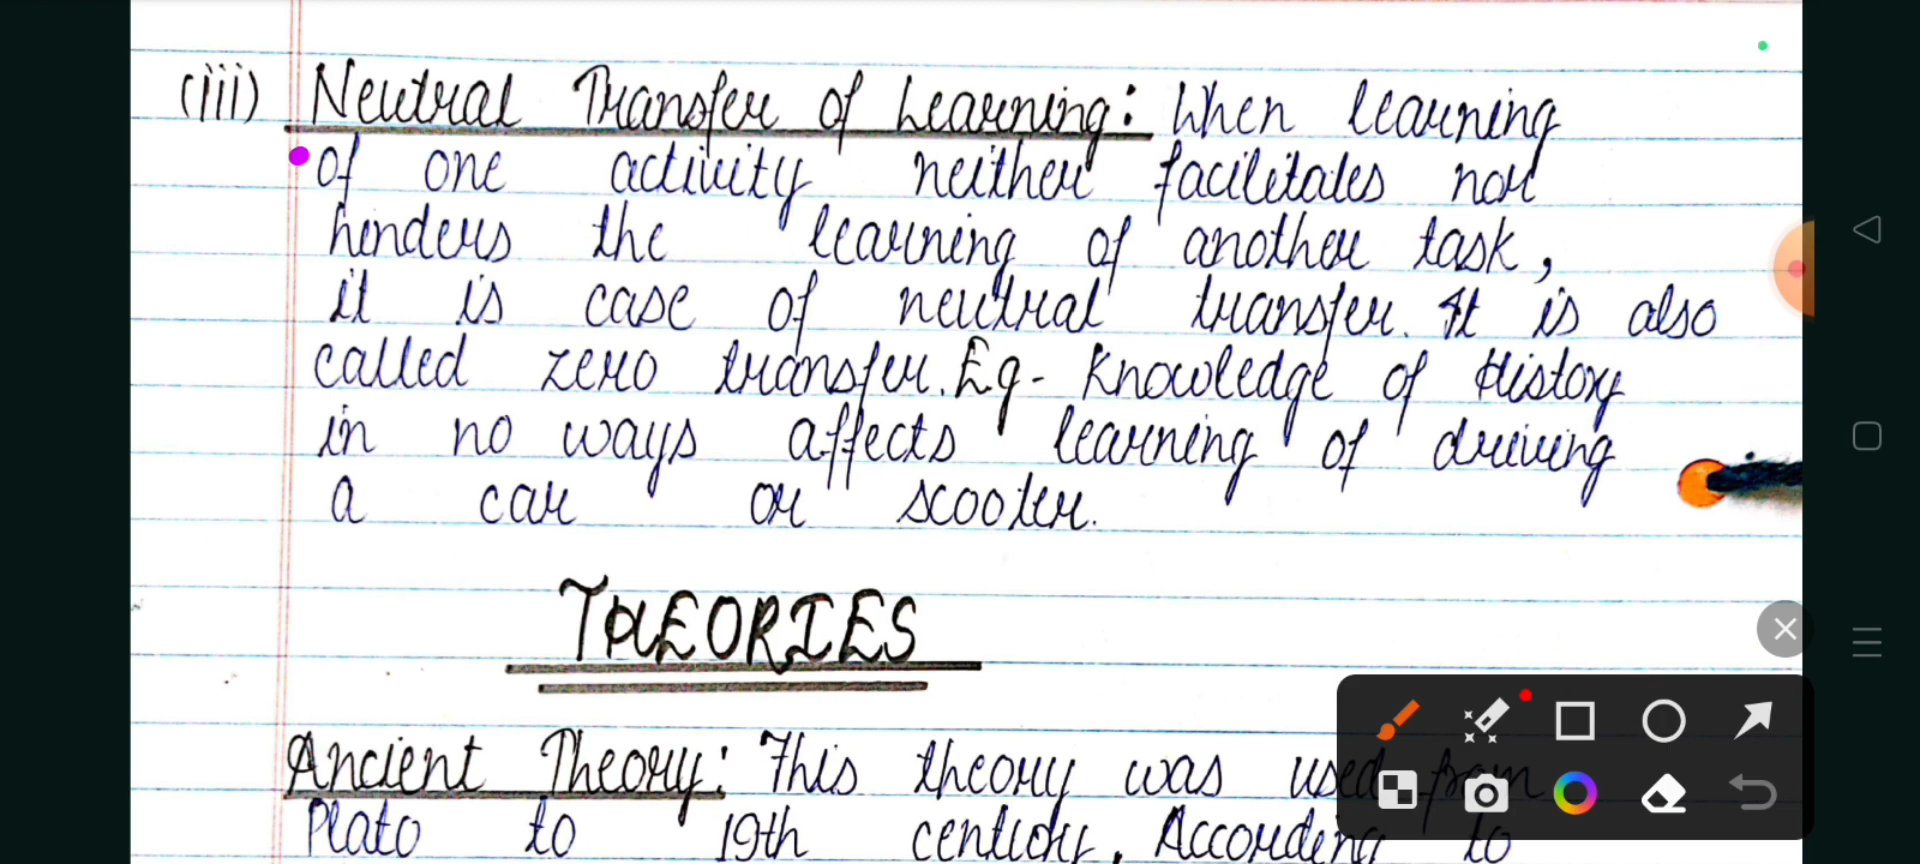 (iii) Neutral Transfer of Learning: When learning
of one activity neither facilitates nor
hinders the learning of another task,
it is case of neutral transfer. It is also
called zero transfer. Eg- Knowledge of History
in no ways affects learning of driving
a car or scooter.
THEORIES
Ancient Theory: This theory was used from
Plato to 19th century. According to